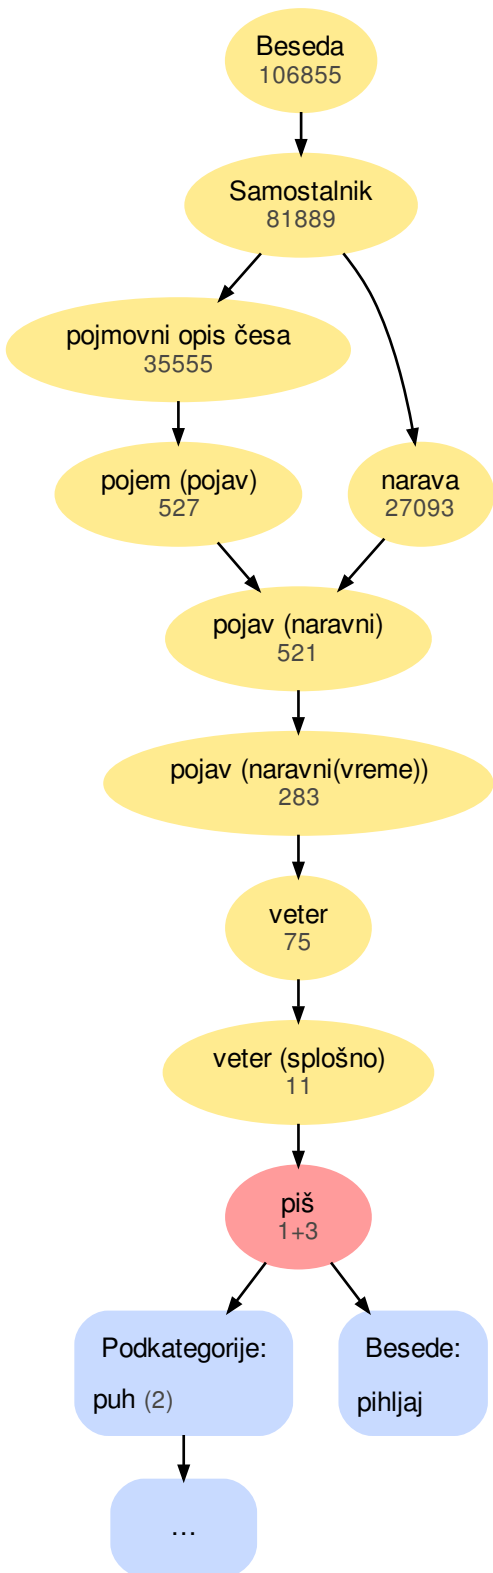 Beseda
106855
Samostalnik
81889
pojmovni opis česa
35555
pojem (pojav)
527
narava
27093
pojav (naravni)
521
pojav (naravni(vreme))
283
veter
75
veter (splošno)
11
piš
1+3
Podkategorije:
puh (2)
Besede:
pihljaj
...